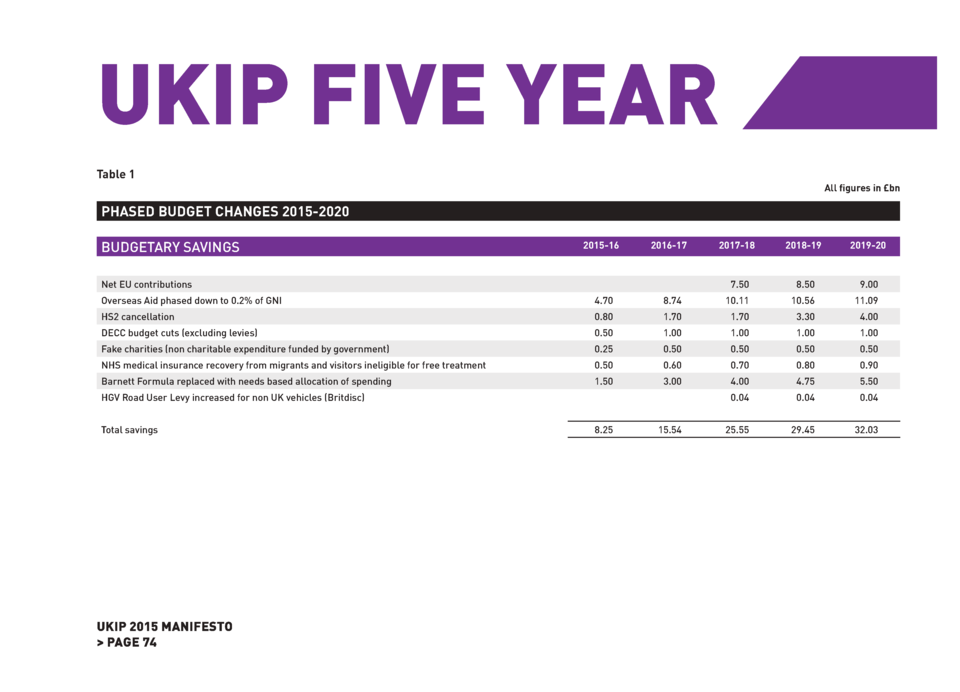 UKIP FIVE YEAR
Table 1
All figures in £bn
PHASED BUDGET CHANGES 2015-2020
BUDGETARY SAVINGS 2015-16 2016-17 2017-18 2018-19 2019-20
Net EU contributions 7.50 8.50 9.00
Overseas Aid phased down to 0.2% of GNI 4.70 8.74 10.11 10.56 11.09
HS2 cancellation 0.80 1.70 1.70 3.30 4.00
DECC budget cuts (excluding levies) 0.50 1.00 1.00 1.00 1.00
Fake charities (non charitable expenditure funded by government) 0.25 0.50 0.50 0.50 0.50
NHS medical insurance recovery from migrants and visitors ineligible for free treatment 0.50 0.60 0.70 0.80 0.90
Barnett Formula replaced with needs based allocation of spending 1.50 3.00 4.00 4.75 5.50
HGV Road User Levy increased for non UK vehicles (Britdisc) 0.04 0.04 0.04
Total savings 8.25 15.54 25.55 29.45 32.03
UKIP 2015 MANIFESTO
> PAGE 74